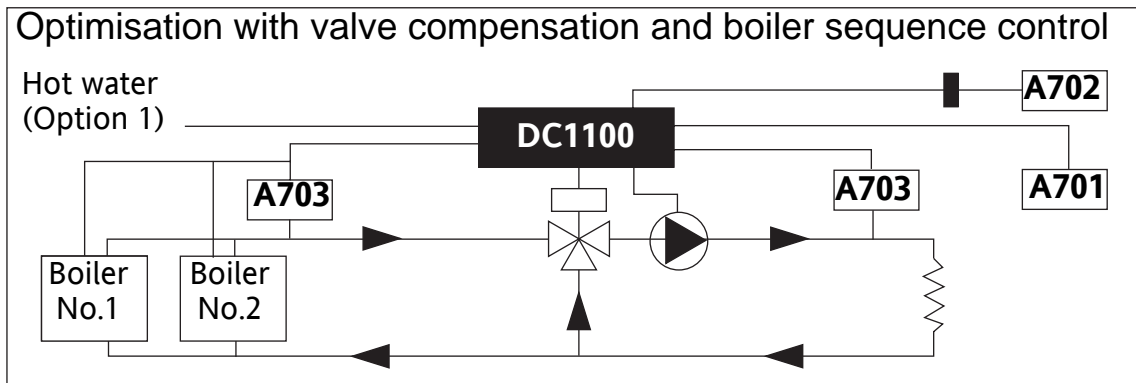 Optimisation with valve compensation and boiler sequence control
Hot water
(Option 1)
A702
DC1100
A703
A703
A701
Boiler
No.1
Boiler
No.2